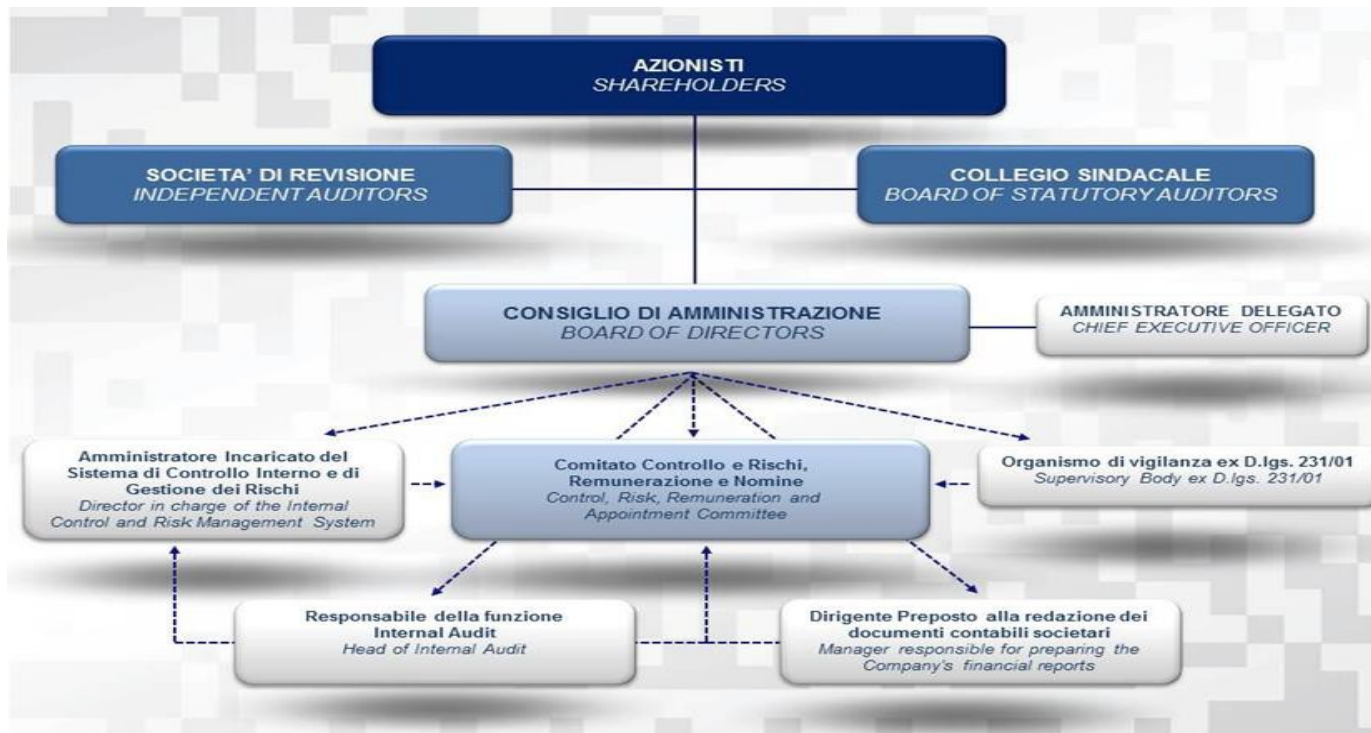 AZIONISTI
SHAREHOLDERS
SOCIETA’ DI REVISIONE
INDEPENDENT AUDITORS
COLLEGIO SINDACALE
BOARD OF STATUTORY AUDITORS
CONSIGLIO DI AMMINISTRAZIONE
BOARD OF DIRECTORS
AMMINISTRATORE DELEGATO
CHIEF EXECUTIVE OFFICER
Amministratore Incaricato del
Sistema di Controllo Interno e di
Gestione dei Rischi
Director in charge of the Internal
Control and Risk Management System
Comitato Controllo e Rischi,
Remunerazione e Nomine
Control, Risk, Remuneration and
Appointment Committee
Organismo di vigilanza ex D.lgs. 231/01
Supervisory Body ex D.lgs. 231/01
Responsabile della funzione
Internal Audit
Head of Internal Audit
Dirigente Preposto alla redazione dei
documenti contabili societari
Manager responsible for preparing the
Company’s financial reports